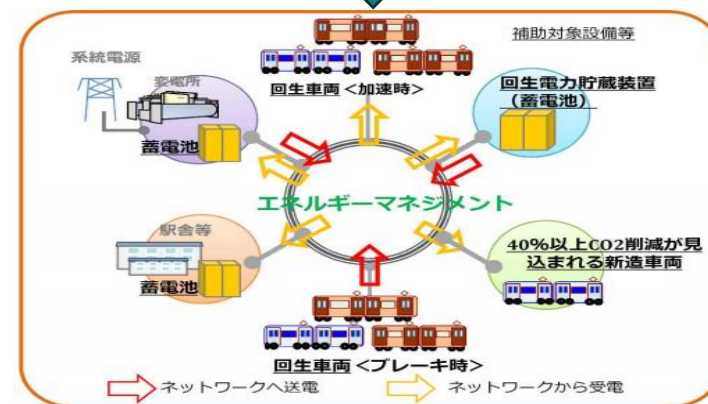 補助対象設備等
系統電源
変電所
蓄電池
回生車両<加速時>
回生電力貯蔵装置
（蓄電池）
エネルギーマネジメント
駅舎等
蓄電池
40%以上CO2削減が見
込まれる新造車両
回生車両<ブレーキ時>
ネットワークへ送電
ネットワークから受電